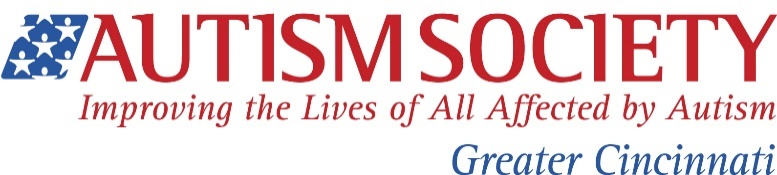 AUTISM SOCIETY
Improving the Lives of All Affected by Autism
Greater Cincinnati